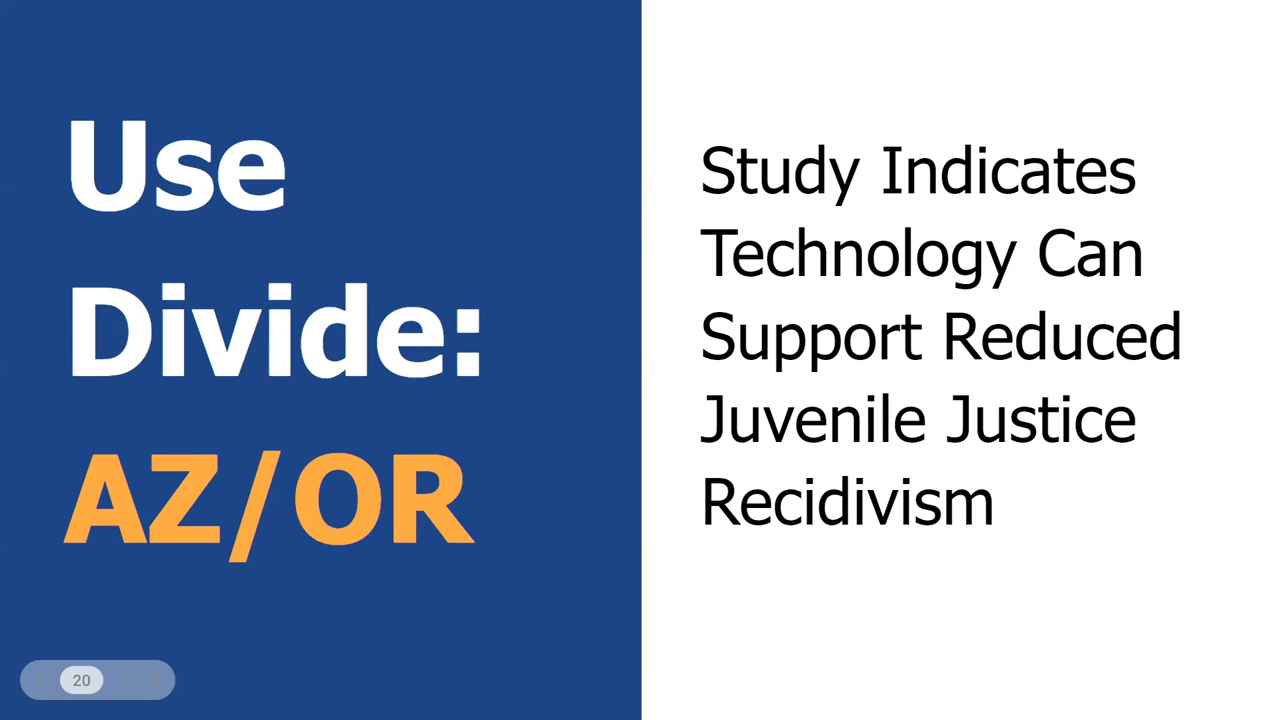 Use
Divide:
AZ/OR
Study Indicates
Technology Can
Support Reduced
Juvenile Justice
Recidivism
20